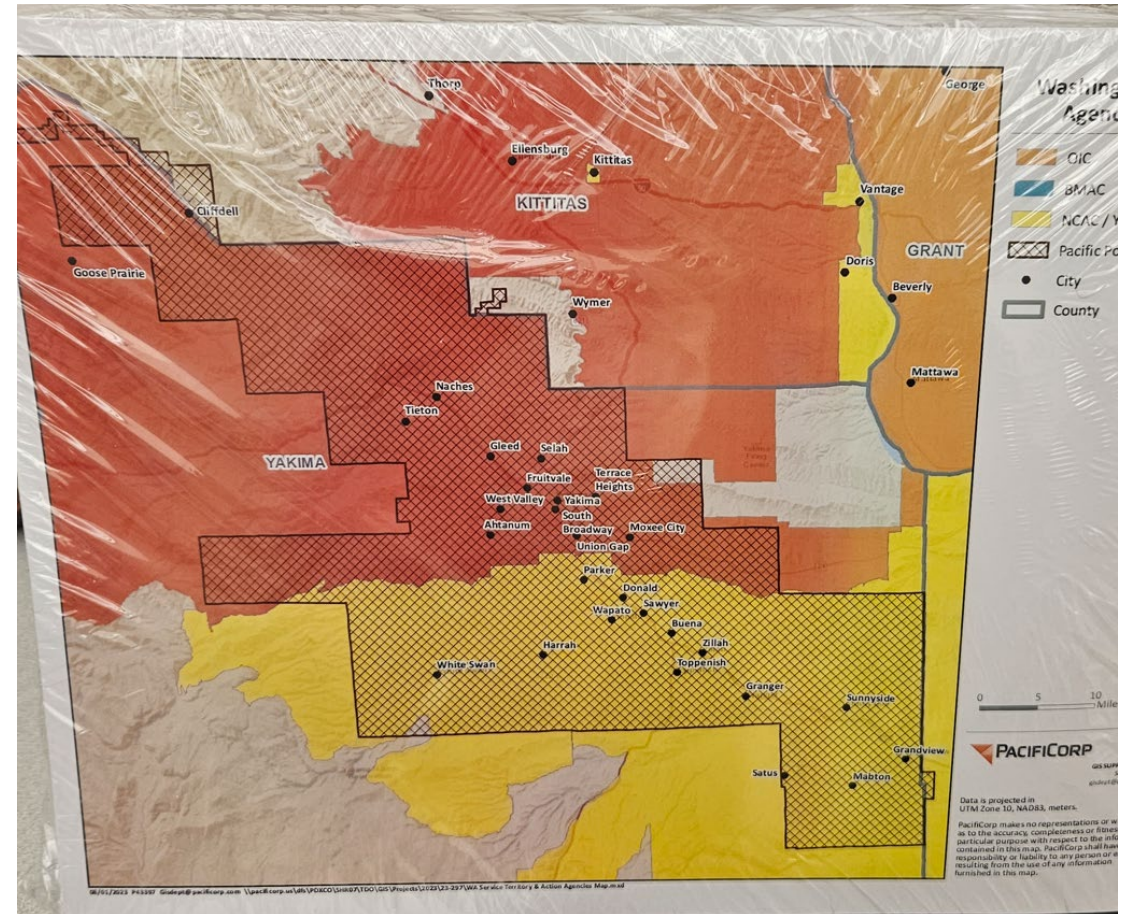 Thorp
George
Ellensburg
Kittitas
KITTITAS
Vantage
Cliffdell
GRANT
Goose Prairie
Doris
Beverly
Wymer
Mattawa
Naches
Tieton
Gleed
Selah
YAKIMA
Terrace
Heights
Fruitvale
West Valley
Yakima
South
Broadway
Ahtanum
Moxee City
Union Gap
Parker
Donald
Wapato
Sawyer
Buena
Harrah
Zillah
White Swan
Toppenish
Granger
Sunnyside
Grandview
Satus
Mabton
Washing
Agenc
OIC
BMAC
NCAC / Y
Pacific Po
City
County
0 5 10
Mile
PACIFICORP
GIS SUPP
Data is projected in
UTM Zone 10, NAD83, meters.
PacifiCorp makes no representations or w
as to the accuracy, completeness or fitnes
particular purpose with respect to the info
contained in this map. PacifiCorp shall have
responsibility or liability to any person or e
resulting from the use of any information
furnished in this map.